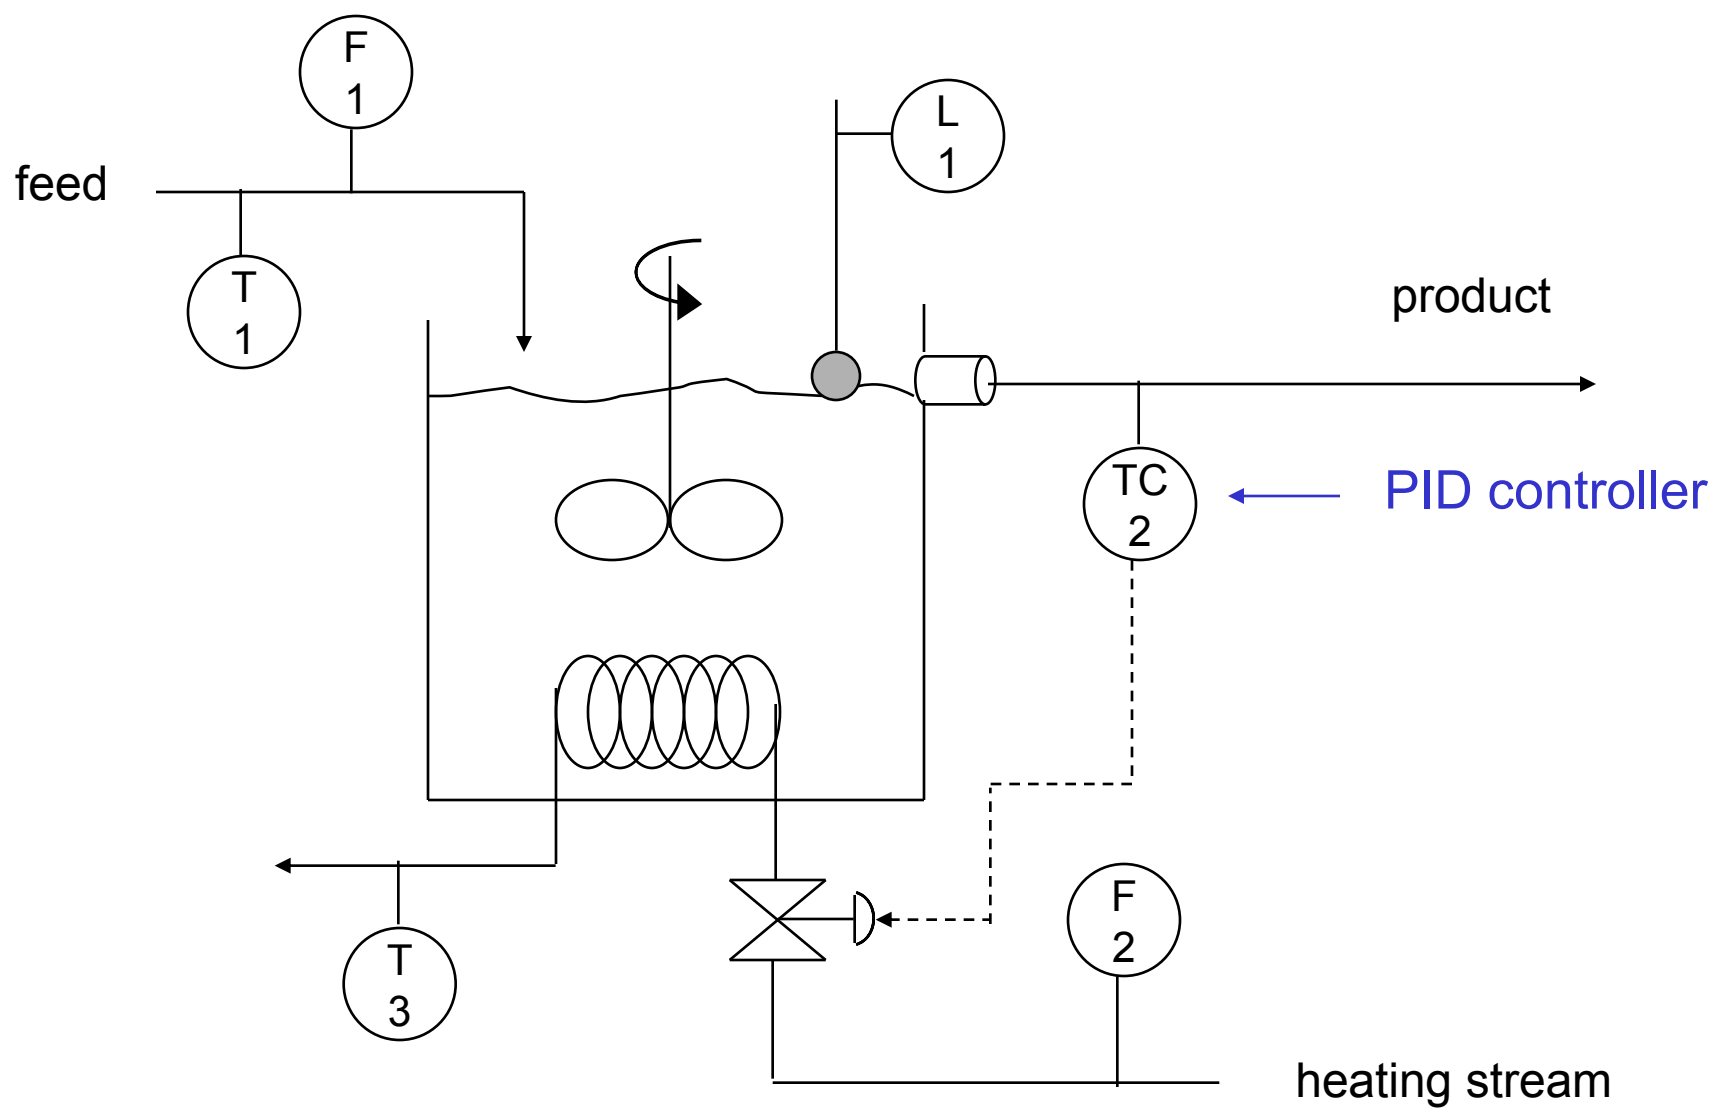 F
1
L
1
feed
T
1
product
TC
2
PID controller
F
2
T
3
heating stream